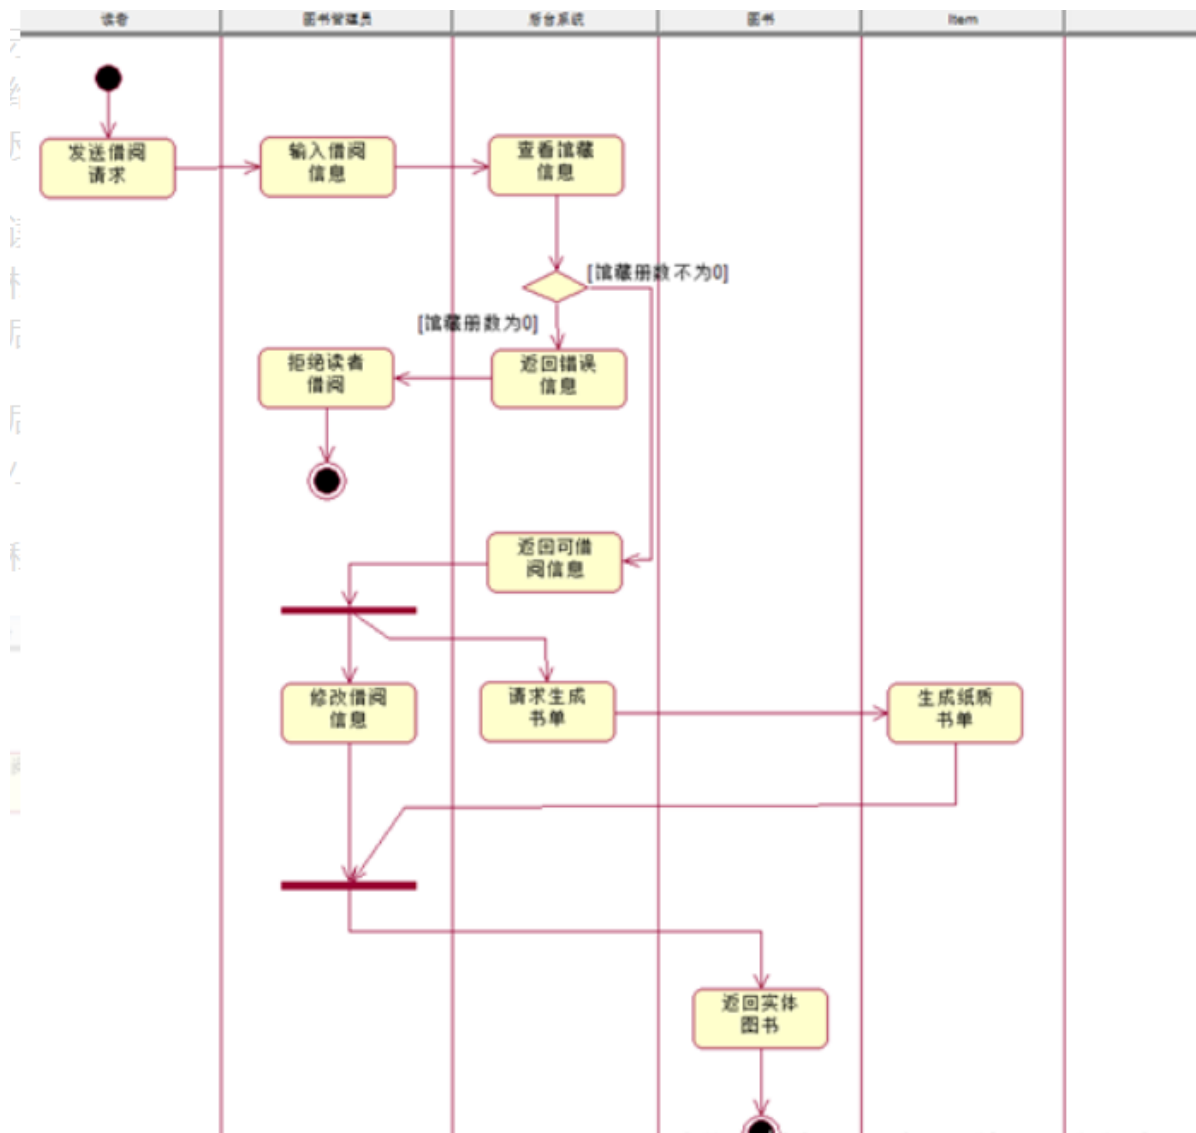 读者
图书管理员
后台系统
图书
Item
发送借阅
请求
输入借阅
信息
查看馆藏
信息
[馆藏册数不为0]
[馆藏册数为0]
拒绝读者
借阅
返回错误
信息
返回可借
阅信息
修改借阅
信息
请求生成
书单
生成纸质
书单
返回实体
图书